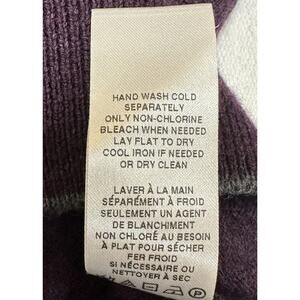 HAND WASH COLD
SEPARATELY
ONLY NON-CHLORINE
BLEACH WHEN NEEDED
LAY FLAT TO DRY
COOL IRON IF NEEDED
OR DRY CLEAN
LAVER À LA MAIN
SÉPARÉMENT À FROID
SEULEMENT UN AGENT
DE BLANCHIMENT
NON CHLORÉ AU BESOIN
À PLAT POUR SÉCHER
FER FROID
SI NÉCESSAIRE OU
NETTOYER À SEC